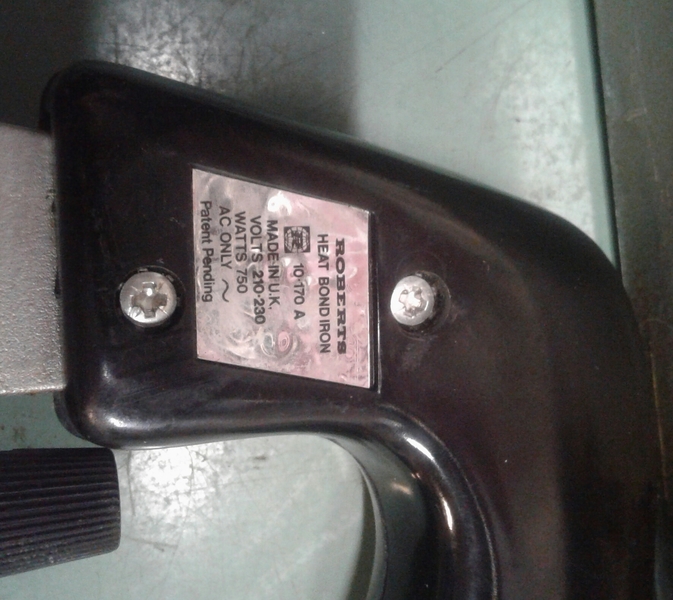 ROBERTS
HEAT BOND IRON
10-170 A
MADE IN U.K.
VOLTS 210-230
WATTS 750
AC ONLY ~
Patent Pending